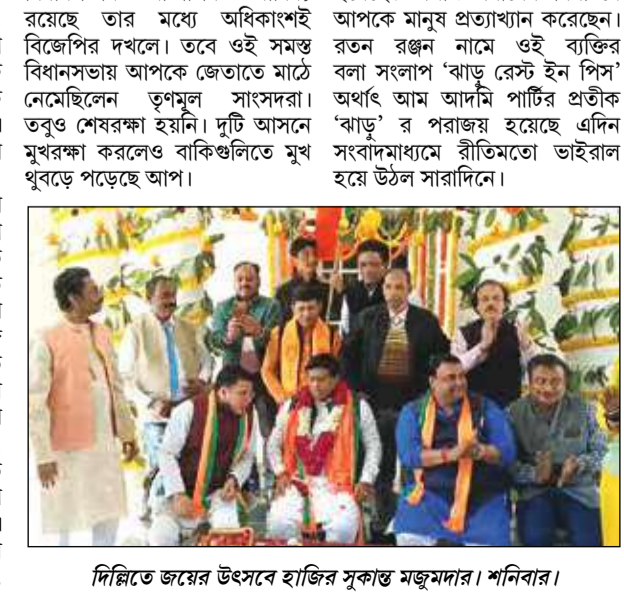 রয়েছে তার মধ্যে অধিকাংশই
বিজেপির দখলে। তবে ওই সমস্ত
বিধানসভায় আপকে জেতাতে মাঠে
নেমেছিলেন তৃণমূল সাংসদরা।
তবুও শেষরক্ষা হয়নি। দুটি আসনে
মুখরক্ষা করলেও বাকিগুলিতে মুখ
থুবড়ে পড়েছে আপ।
আপকে মানুষ প্রত্যাখ্যান করেছেন।
রতন রঞ্জন নামে ওই ব্যক্তির
বলা সংলাপ ‘ঝাড়ু রেস্ট ইন পিস’
অর্থাৎ আম আদমি পার্টির প্রতীক
‘ঝাড়ু’ র পরাজয় হয়েছে এদিন
সংবাদমাধ্যমে রীতিমতো ভাইরাল
হয়ে উঠল সারাদিনে।
দিল্লিতে জয়ের উৎসবে হাজির সুকান্ত মজুমদার। শনিবার।